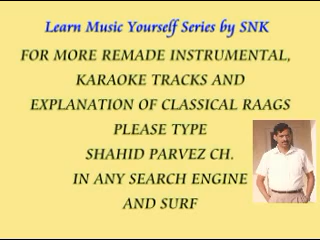 Learn Music Yourself Series by SNK
FOR MORE REMADE INSTRUMENTAL,
KARAOKE TRACKS AND
EXPLANATION OF CLASSICAL RAAGS
PLEASE TYPE
SHAHID PARVEZ CH.
IN ANY SEARCH ENGINE
AND SURF